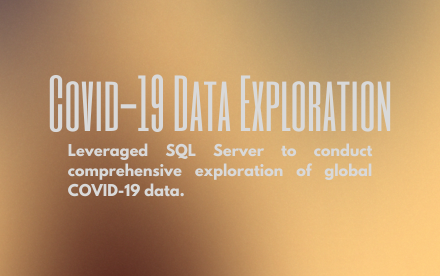 Covid-19 Data Exploration
Leveraged SQL Server to conduct
comprehensive exploration of global
COVID-19 data.